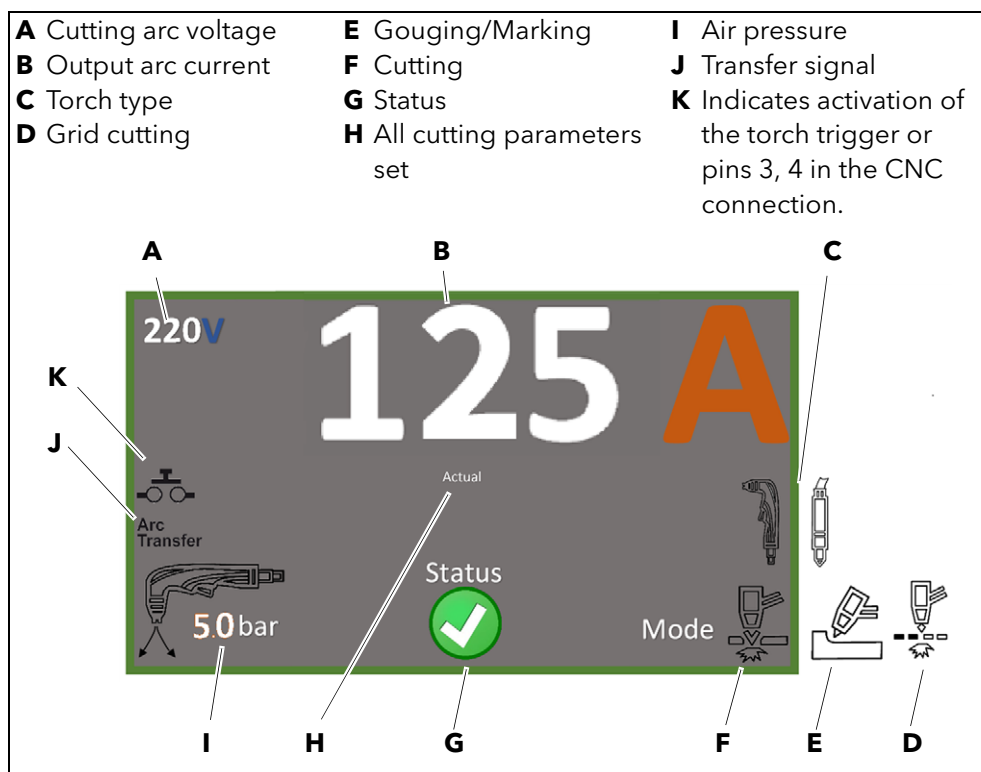 A Cutting arc voltage
B Output arc current
C Torch type
D Grid cutting
E Gouging/Marking
F Cutting
G Status
H All cutting parameters
set
I Air pressure
J Transfer signal
K Indicates activation of
the torch trigger or
pins 3, 4 in the CNC
connection.
A
B
C
220V
125 A
K
J
Actual
Arc
Transfer
Status
5.0 bar
Mode
I
H
G
F
E
D